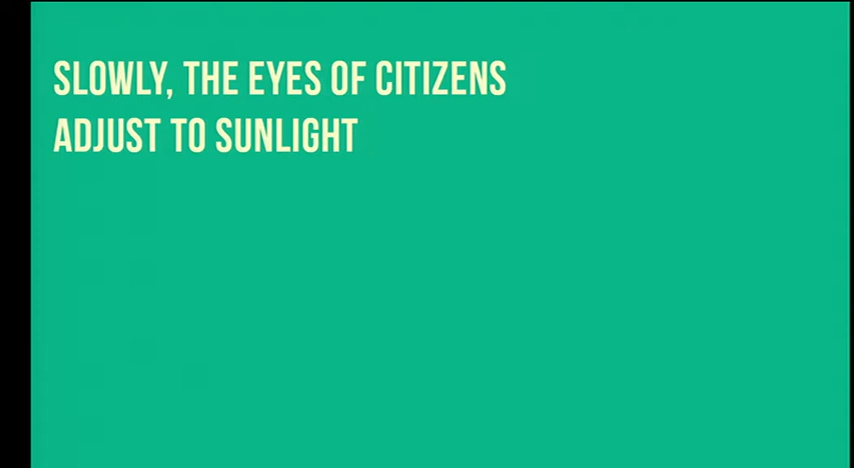 SLOWLY, THE EYES OF CITIZENS
ADJUST TO SUNLIGHT